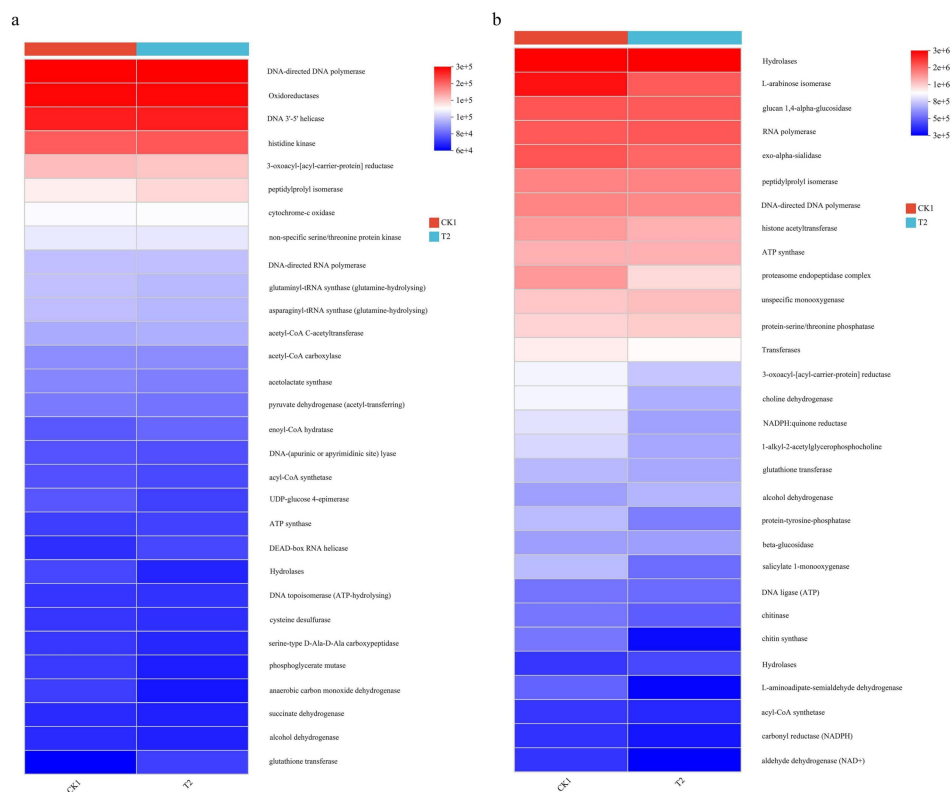 a
DNA-directed DNA polymerase
Oxidoreductases
DNA 3'-5' helicase
histidine kinase
3-oxoacyl-[acyl-carrier-protein] reductase
peptidylprolyl isomerase
cytochrome-c oxidase
non-specific serine/threonine protein kinase
DNA-directed RNA polymerase
glutaminyl-tRNA synthase (glutamine-hydrolysing)
asparaginyl-tRNA synthase (glutamine-hydrolysing)
acetyl-CoA C-acetyltransferase
acetyl-CoA carboxylase
acetolactate synthase
pyruvate dehydrogenase (acetyl-transferring)
enoyl-CoA hydratase
DNA-(apurinic or apyrimidinic site) lyase
acyl-CoA synthetase
UDP-glucose 4-epimerase
ATP synthase
DEAD-box RNA helicase
Hydrolases
DNA topoisomerase (ATP-hydrolysing)
cysteine desulfurase
serine-type D-Ala-D-Ala carboxypeptidase
phosphoglycerate mutase
anaerobic carbon monoxide dehydrogenase
succinate dehydrogenase
alcohol dehydrogenase
glutathione transferase
CK1
T2
3e+5
2e+5
1e+5
1e+5
8e+4
6e+4
CK1
T2
b
Hydrolases
L-arabinose isomerase
glucan 1,4-alpha-glucosidase
RNA polymerase
exo-alpha-sialidase
peptidylprolyl isomerase
DNA-directed DNA polymerase
histone acetyltransferase
ATP synthase
proteasome endopeptidase complex
unspecific monooxygenase
protein-serine/threonine phosphatase
Transferases
3-oxoacyl-[acyl-carrier-protein] reductase
choline dehydrogenase
NADPH:quinone reductase
1-alkyl-2-acetylglycerophosphocholine
glutathione transferase
alcohol dehydrogenase
protein-tyrosine-phosphatase
beta-glucosidase
salicylate 1-monooxygenase
DNA ligase (ATP)
chitinase
chitin synthase
Hydrolases
L-aminoadipate-semialdehyde dehydrogenase
acyl-CoA synthetase
carbonyl reductase (NADPH)
aldehyde dehydrogenase (NAD+)
CK1
T2
3e+6
2e+6
1e+6
8e+5
5e+5
3e+5
CK1
T2